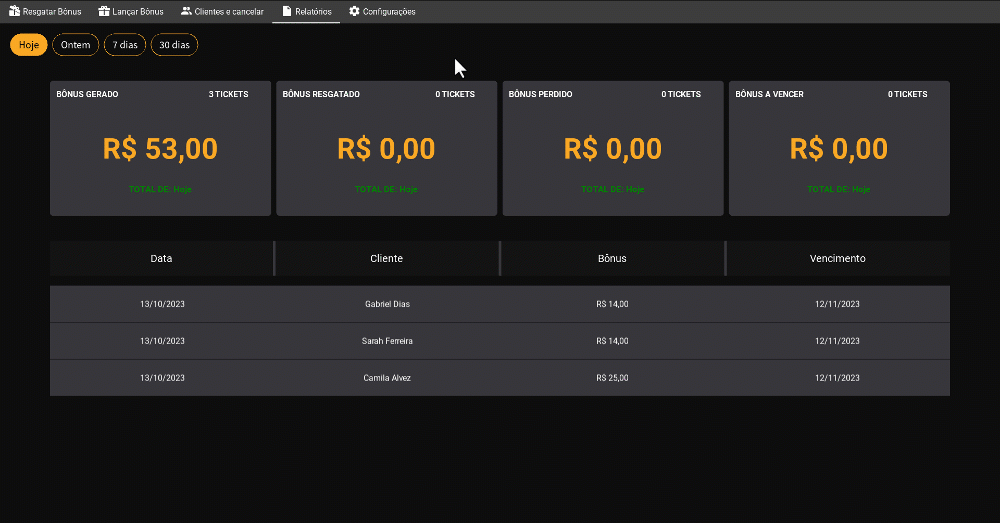 Resgatar Bônus Lançar Bônus Clientes e cancelar Relatórios Configurações
Hoje Ontem 7 dias 30 dias
BÔNUS GERADO 3 TICKETS BÔNUS RESGATADO 0 TICKETS BÔNUS PERDIDO 0 TICKETS BÔNUS A VENCER 0 TICKETS
R$ 53,00 R$ 0,00 R$ 0,00 R$ 0,00
TOTAL DE: Hoje TOTAL DE: Hoje TOTAL DE: Hoje TOTAL DE: Hoje
Data Cliente Bônus Vencimento
13/10/2023 Gabriel Dias R$ 14,00 12/11/2023
13/10/2023 Sarah Ferreira R$ 14,00 12/11/2023
13/10/2023 Camila Alvez R$ 25,00 12/11/2023